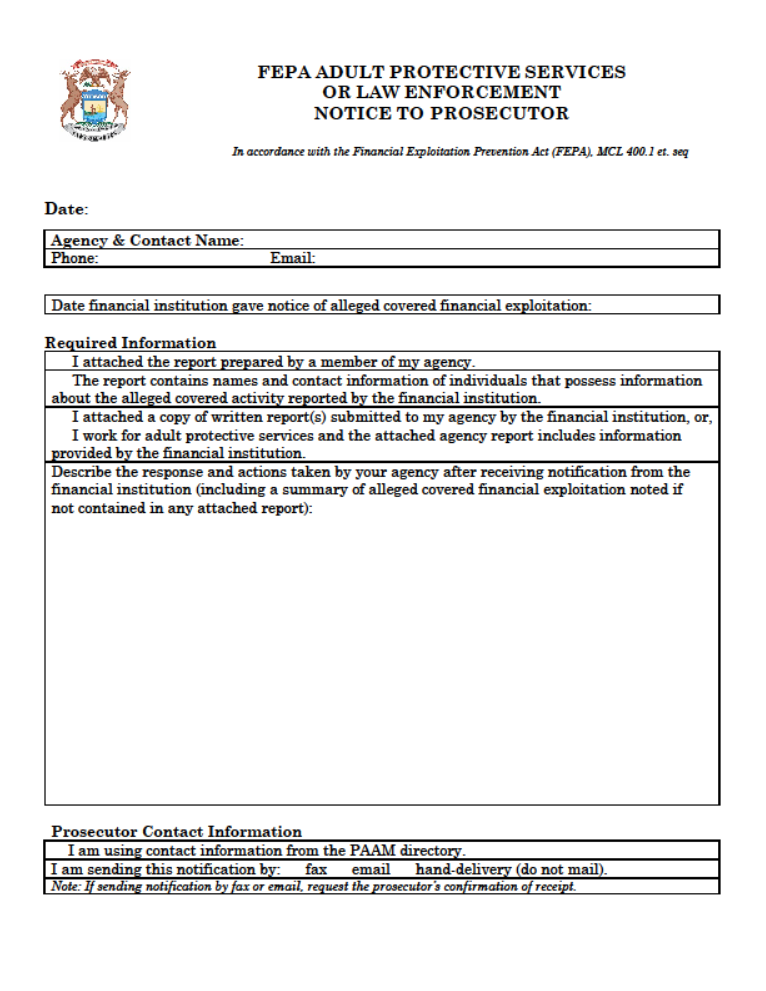 FEPA ADULT PROTECTIVE SERVICES
OR LAW ENFORCEMENT
NOTICE TO PROSECUTOR
In accordance with the Financial Exploitation Prevention Act (FEPA), MCL 400.1 et. seq
Date:
Agency & Contact Name:
Phone: Email:
Date financial institution gave notice of alleged covered financial exploitation:
Required Information
I attached the report prepared by a member of my agency.
The report contains names and contact information of individuals that possess information
about the alleged covered activity reported by the financial institution.
I attached a copy of written report(s) submitted to my agency by the financial institution, or,
I work for adult protective services and the attached agency report includes information
provided by the financial institution.
Describe the response and actions taken by your agency after receiving notification from the
financial institution (including a summary of alleged covered financial exploitation noted if
not contained in any attached report):
Prosecutor Contact Information
I am using contact information from the PAAM directory.
I am sending this notification by: fax email hand-delivery (do not mail).
Note: If sending notification by fax or email, request the prosecutor's confirmation of receipt.